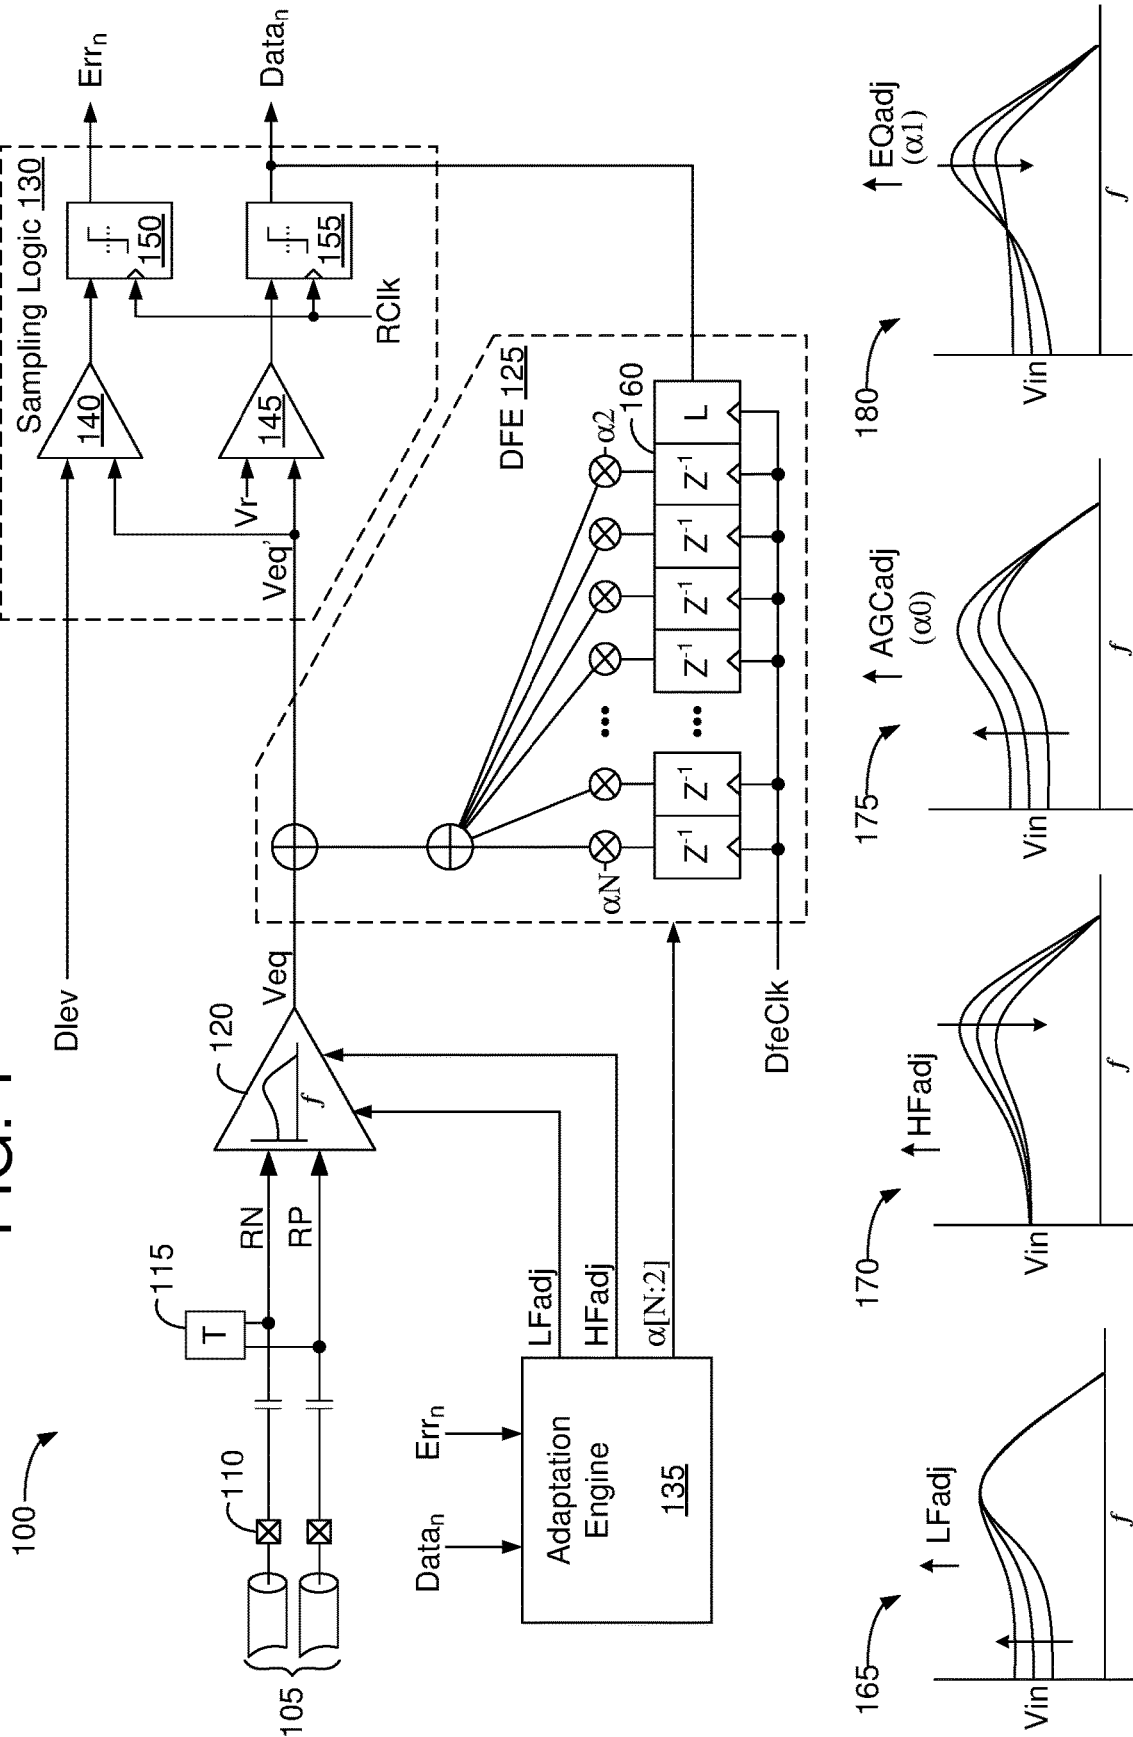 FIG. 1
100
105
110
115
T
RN
RP
120
f
Veq
Dlev
Sampling Logic 130
140
150
Errn
Vr
Veq'
145
155
Datan
RClk
DFE 125
160
αN
α2
Z-1
Z-1
...
Z-1
Z-1
Z-1
Z-1
L
DfeClk
Datan
Errn
Adaptation
Engine
135
LFadj
HFadj
α[N:2]
165
LFadj
Vin
f
170
HFadj
Vin
f
175
AGCadj
(α0)
Vin
f
180
EQadj
(α1)
Vin
f